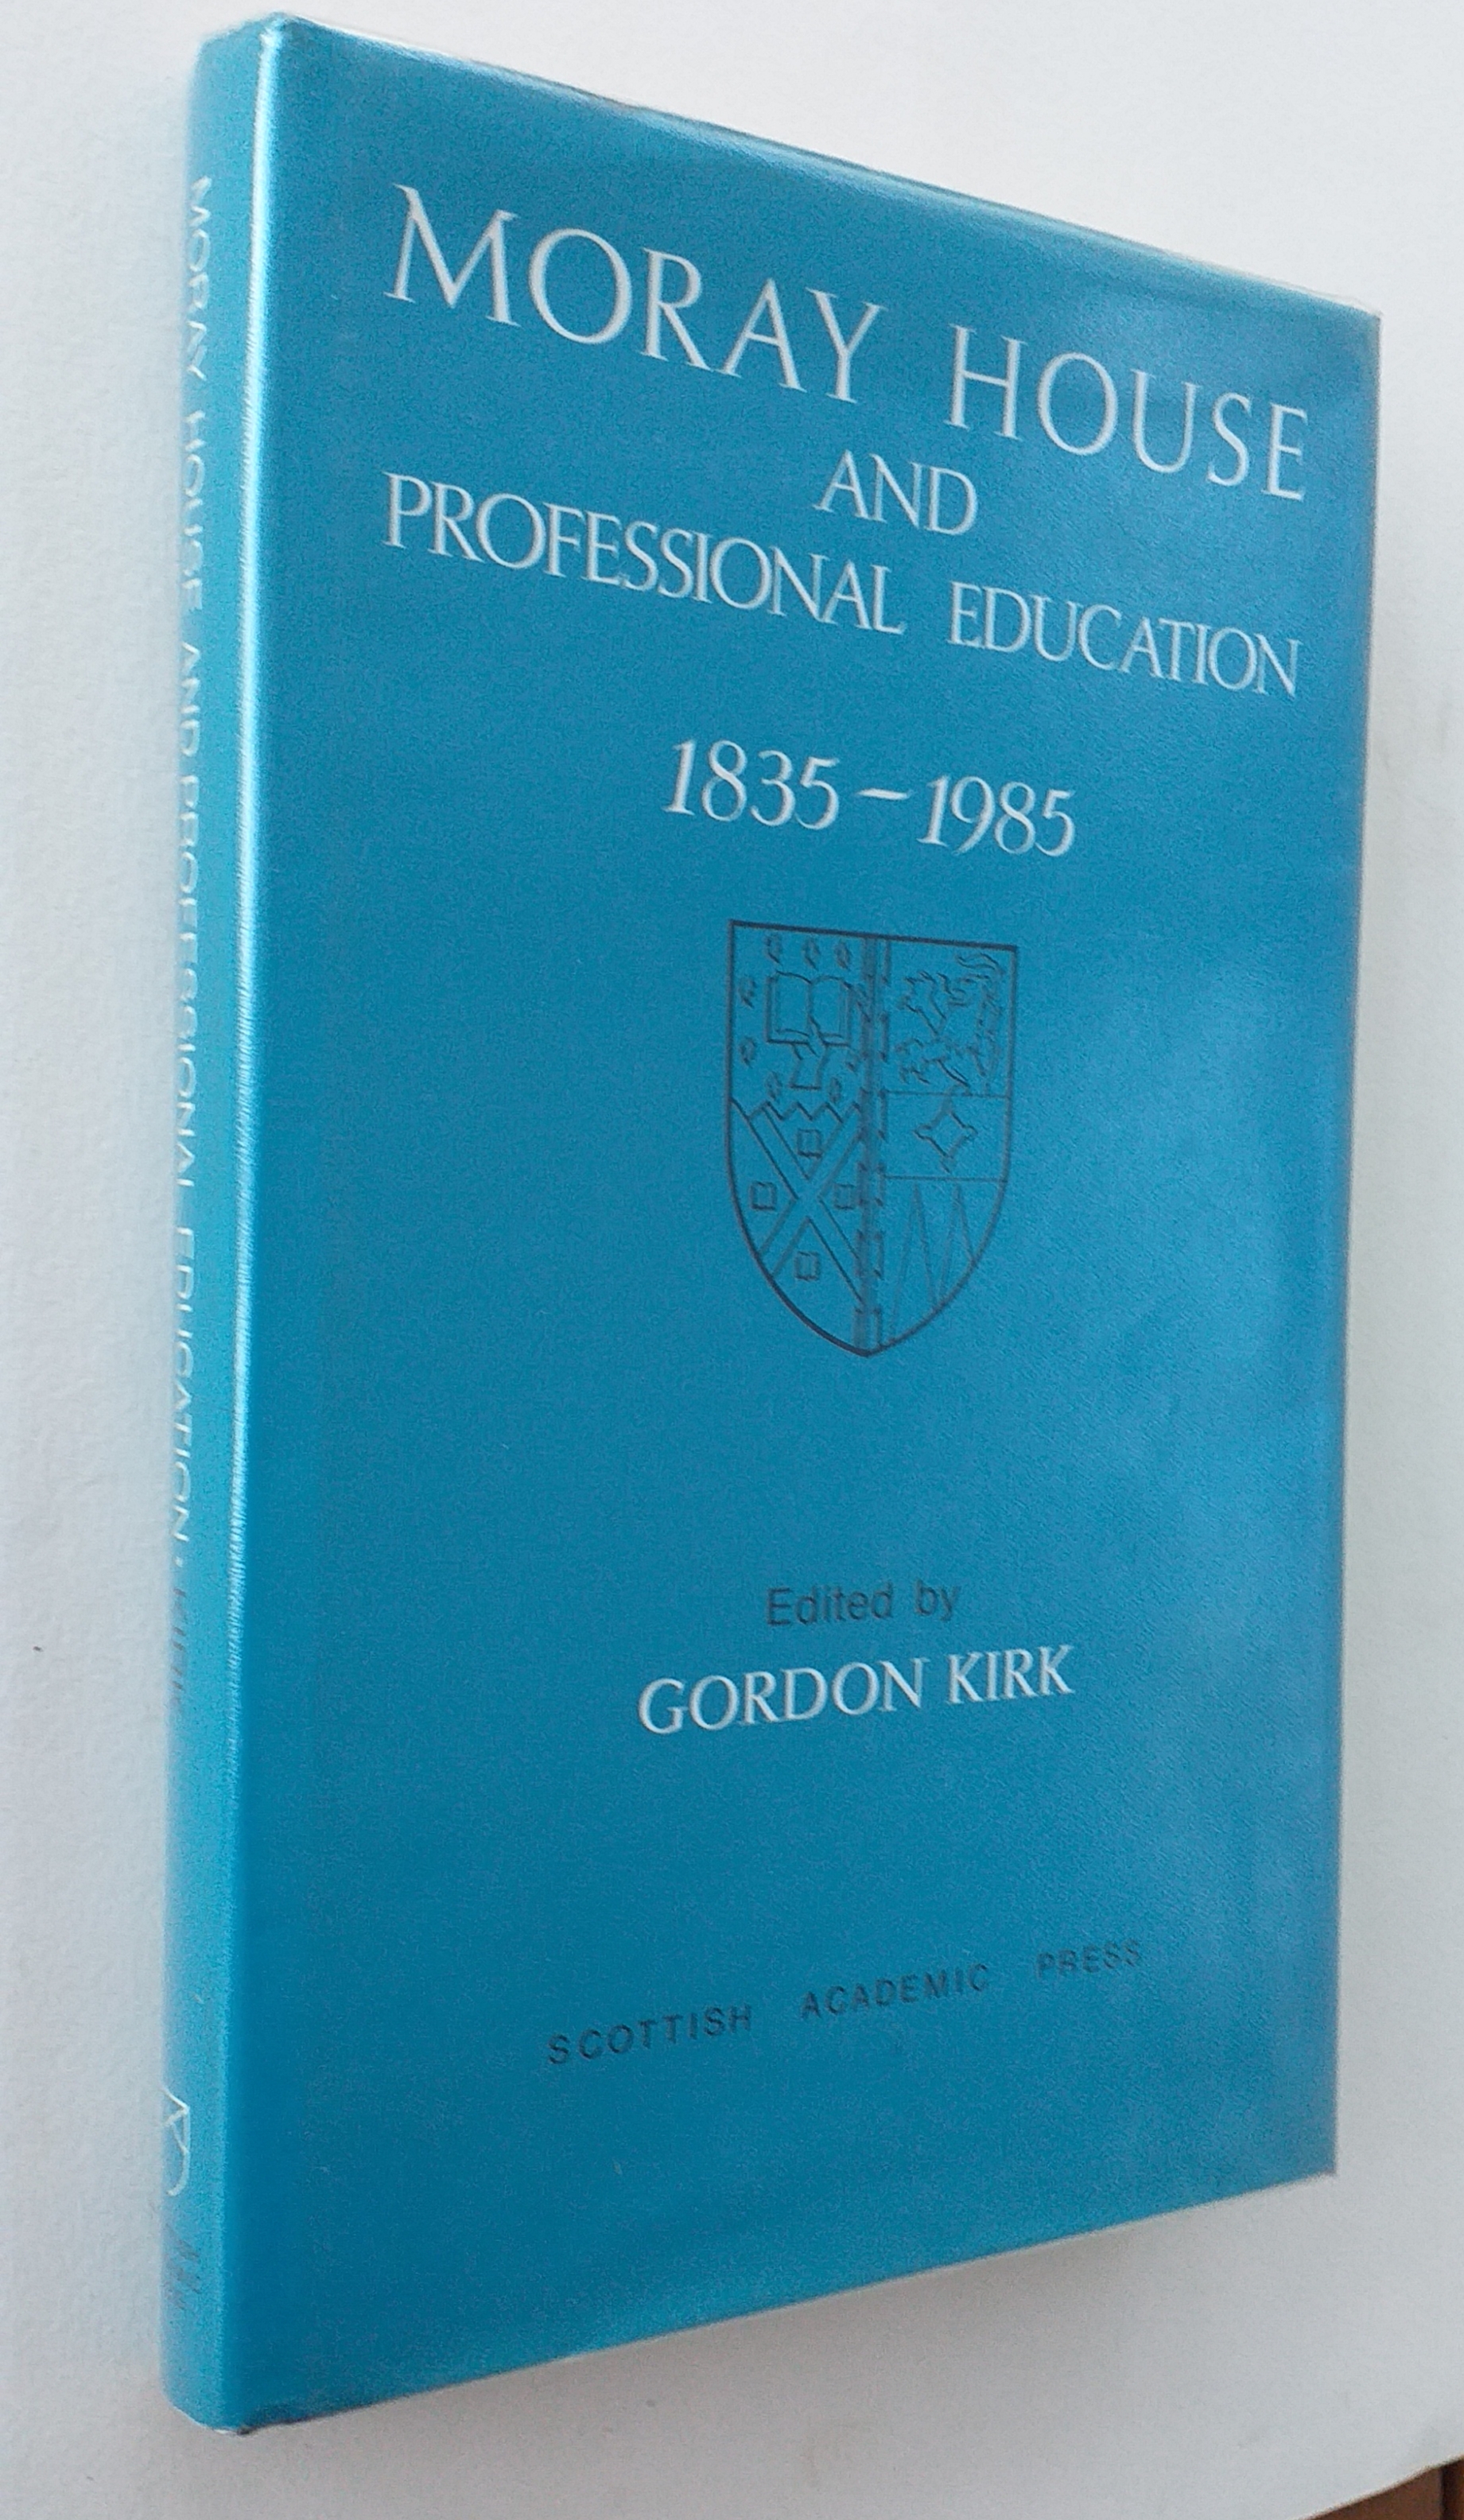 MORAY HOUSE
AND
PROFESSIONAL EDUCATION
1835-1985
Edited by
GORDON KIRK
SCOTTISH ACADEMIC PRESS
MORAY HOUSE AND PROFESSIONAL EDUCATION · KIRK